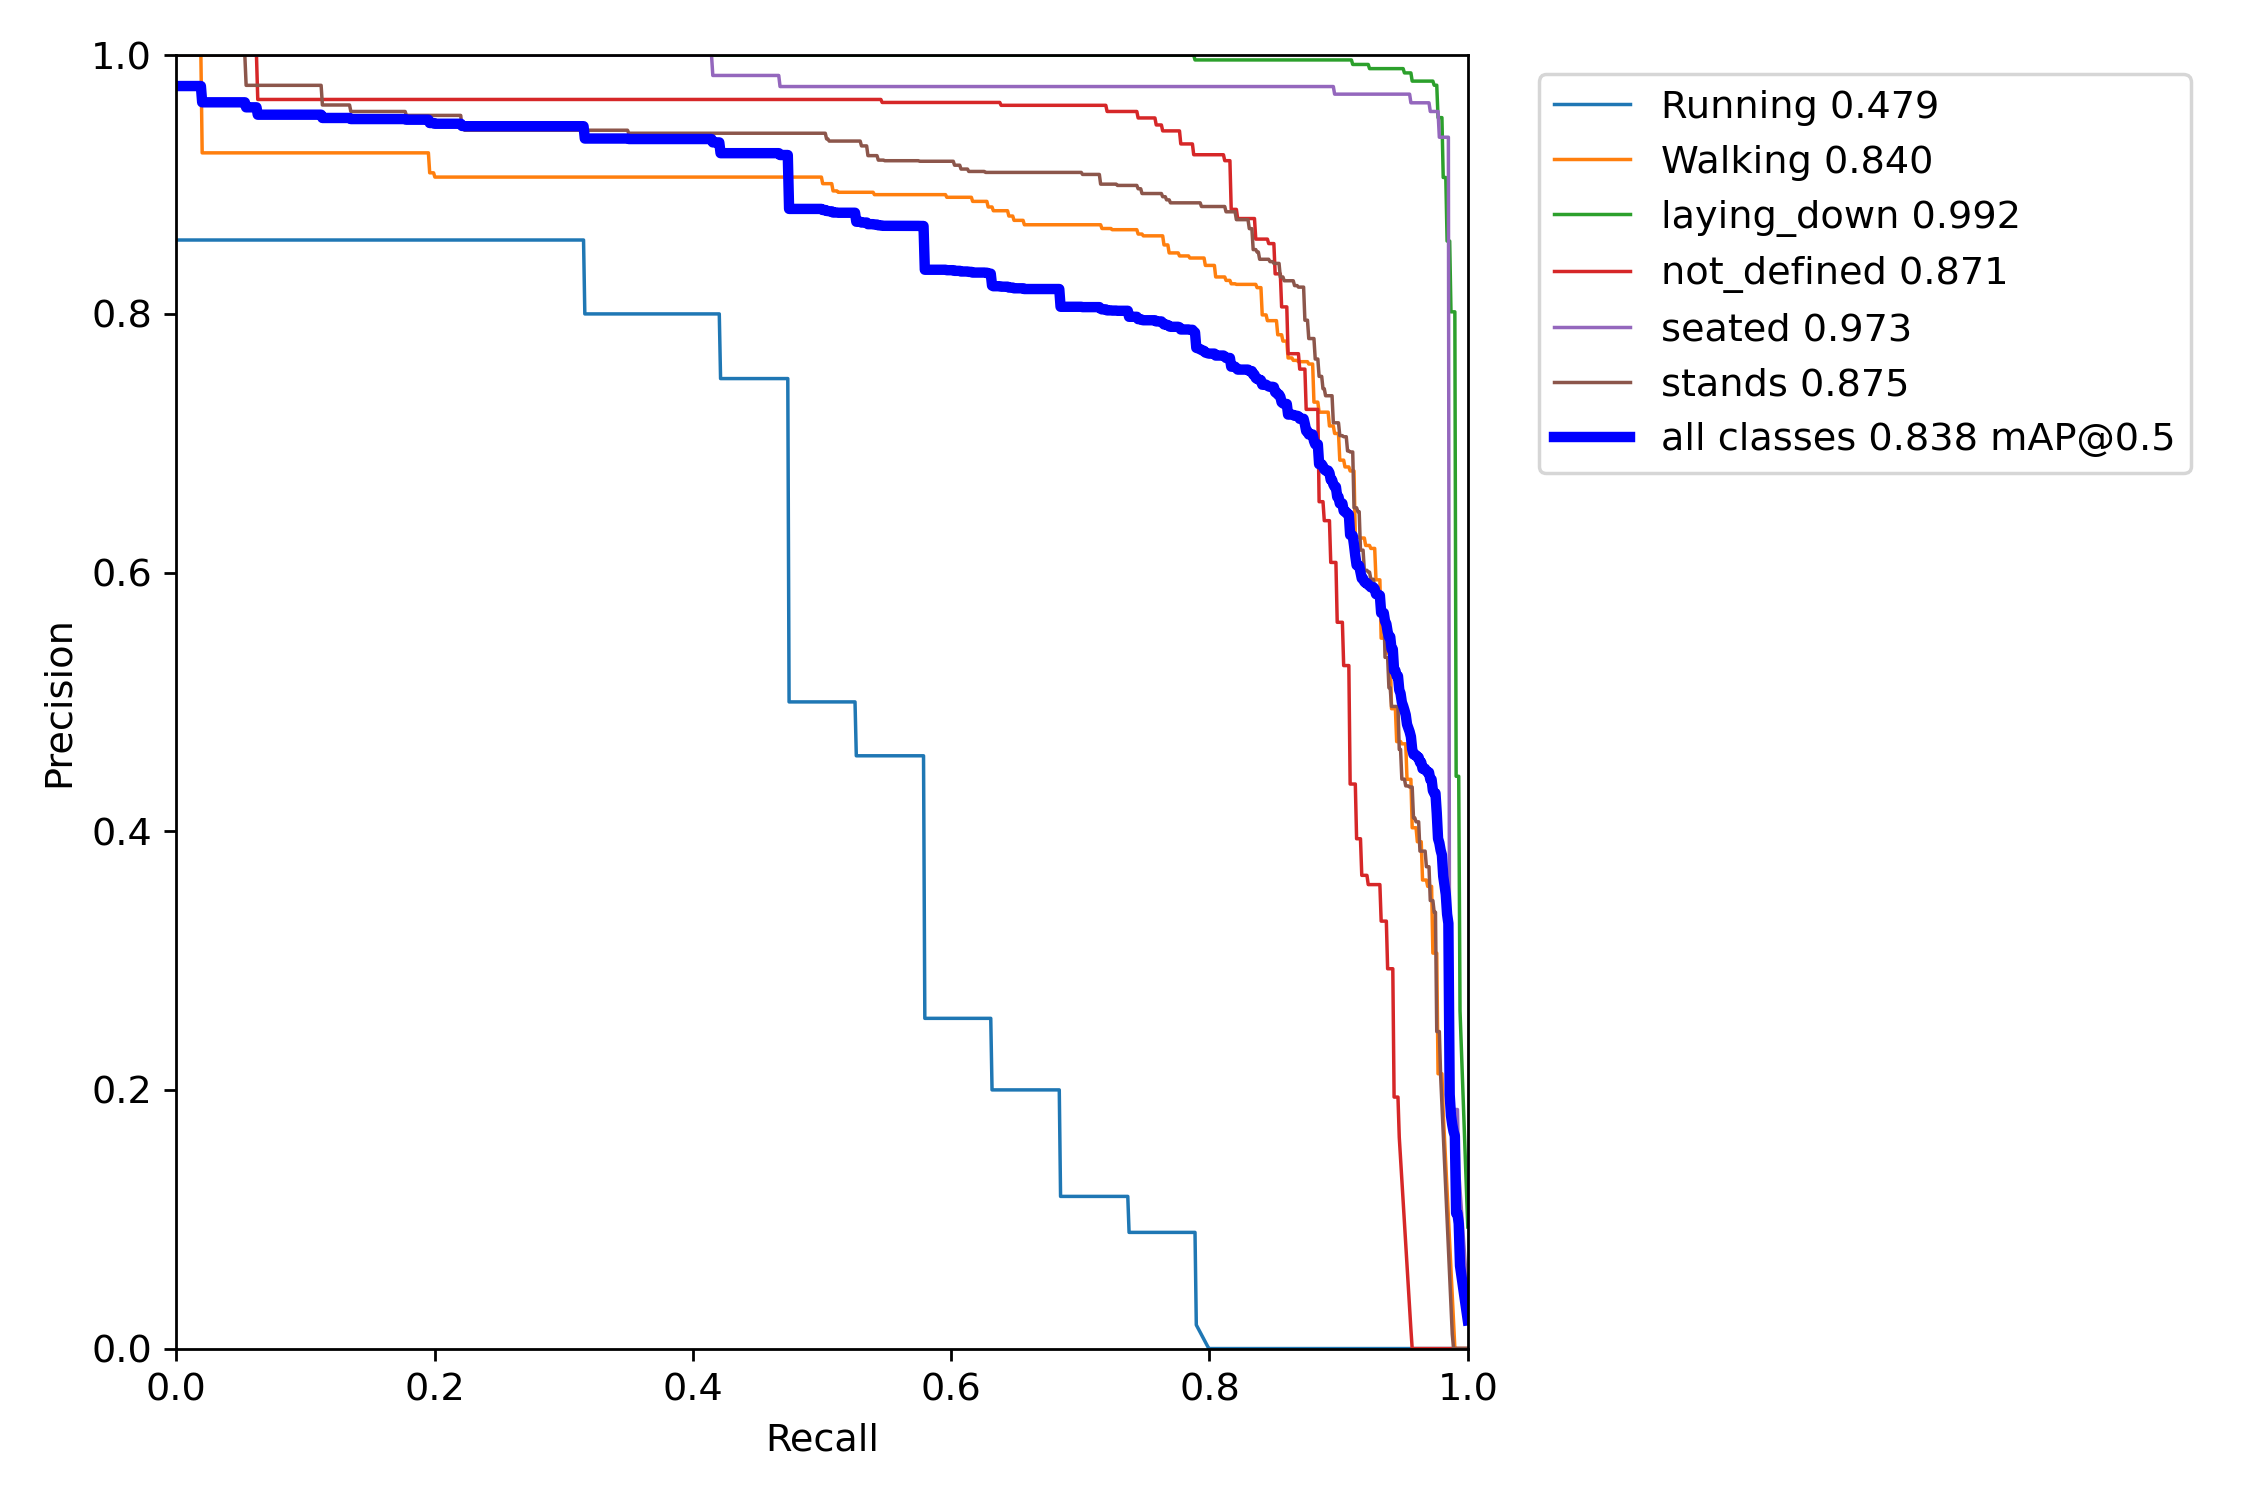 1.0
0.8
0.6
0.4
0.2
0.0
0.0 0.2 0.4 0.6 0.8 1.0
Precision
Recall
Running 0.479
Walking 0.840
laying_down 0.992
not_defined 0.871
seated 0.973
stands 0.875
all classes 0.838 mAP@0.5